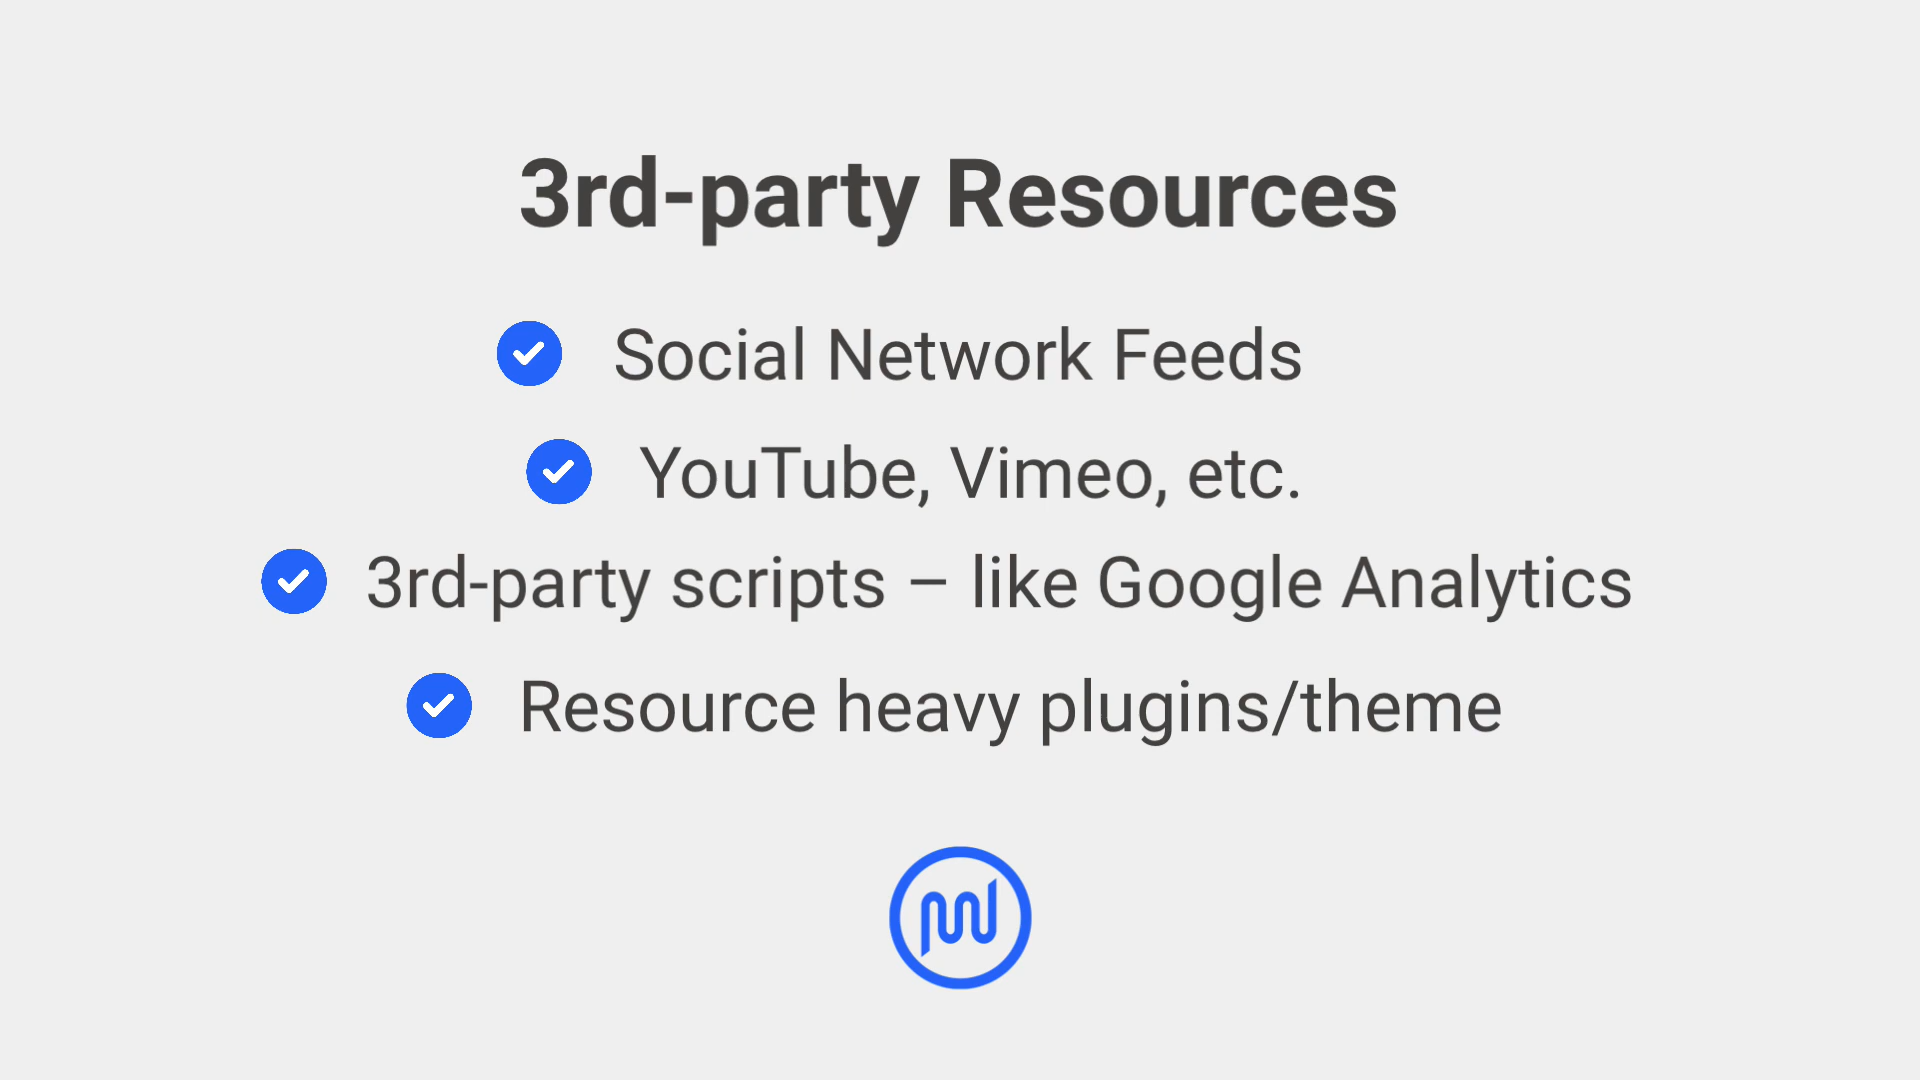 3rd-party Resources
Social Network Feeds
YouTube, Vimeo, etc.
3rd-party scripts – like Google Analytics
Resource heavy plugins/theme